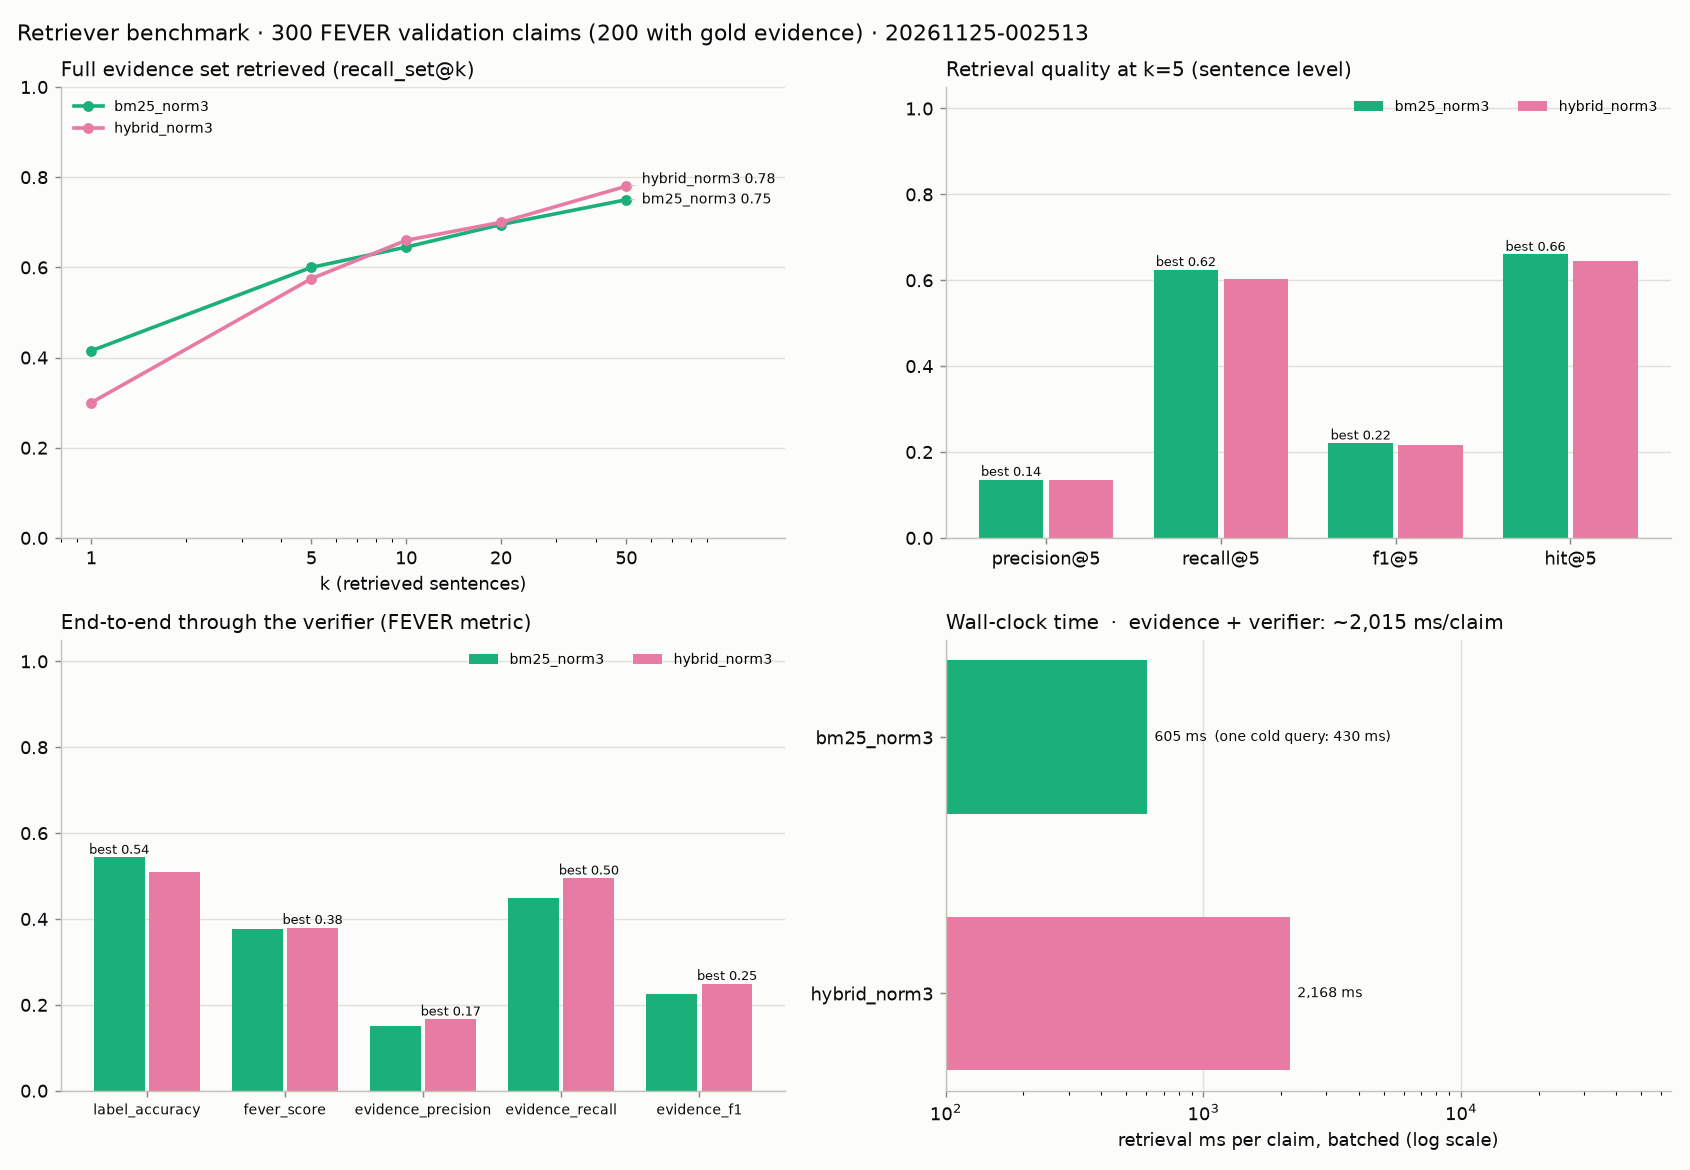 Retriever benchmark · 300 FEVER validation claims (200 with gold evidence) · 20261125-002513
Full evidence set retrieved (recall_set@k)
1.0
0.8
0.6
0.4
0.2
0.0
bm25_norm3
hybrid_norm3
hybrid_norm3 0.78
bm25_norm3 0.75
1 5 10 20 50
k (retrieved sentences)
Retrieval quality at k=5 (sentence level)
1.0
0.8
0.6
0.4
0.2
0.0
bm25_norm3 hybrid_norm3
best 0.14
best 0.62
best 0.22
best 0.66
precision@5 recall@5 f1@5 hit@5
End-to-end through the verifier (FEVER metric)
1.0
0.8
0.6
0.4
0.2
0.0
bm25_norm3 hybrid_norm3
best 0.54
best 0.38
best 0.17
best 0.50
best 0.25
label_accuracy fever_score evidence_precision evidence_recall evidence_f1
Wall-clock time · evidence + verifier: ~2,015 ms/claim
bm25_norm3
605 ms (one cold query: 430 ms)
hybrid_norm3
2,168 ms
10² 10³ 10⁴
retrieval ms per claim, batched (log scale)